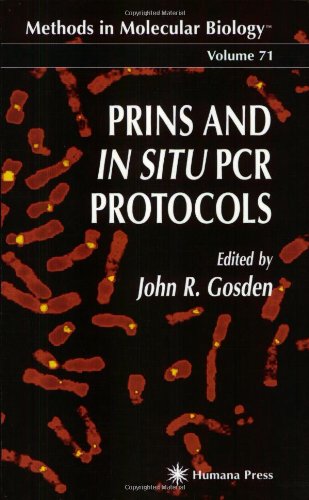 Methods in Molecular Biology™
Volume 71
PRINS AND
IN SITU PCR
PROTOCOLS
Edited by
John R. Gosden
Humana Press